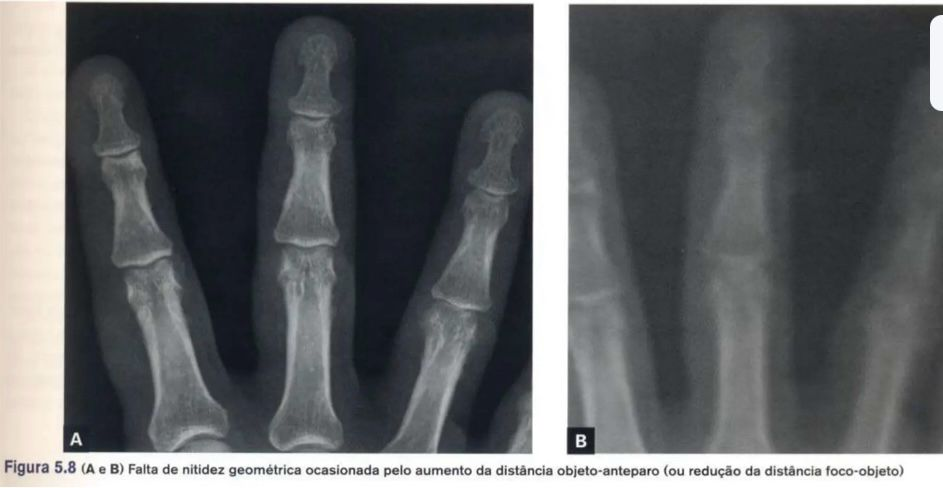 A
B
Figura 5.8 (A e B) Falta de nitidez geométrica ocasionada pelo aumento da distância objeto-anteparo (ou redução da distância foco-objeto)